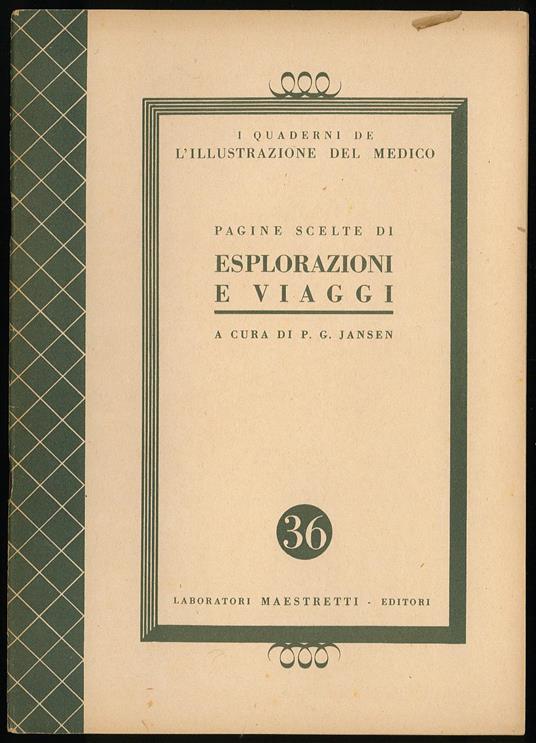 I QUADERNI DE
L'ILLUSTRAZIONE DEL MEDICO
PAGINE SCELTE DI
ESPLORAZIONI
E VIAGGI
A CURA DI P. G. JANSEN
36
LABORATORI MAESTRETTI - EDITORI